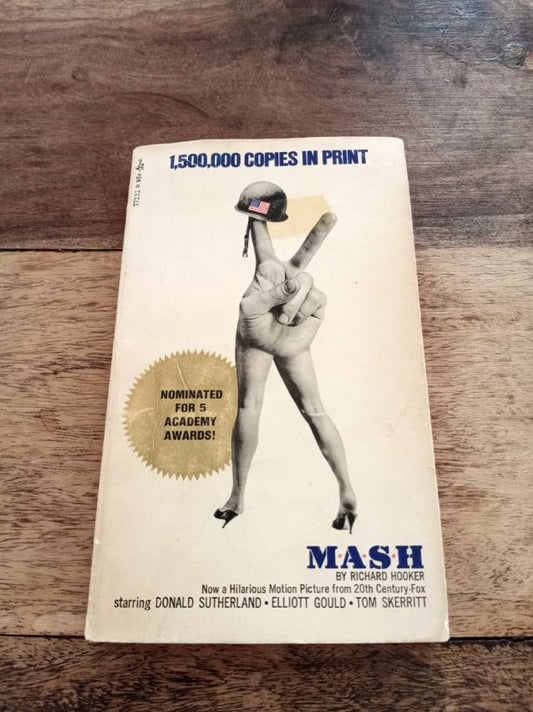 1,500,000 COPIES IN PRINT
NOMINATED
FOR 5
ACADEMY
AWARDS!
M*A*S*H
BY RICHARD HOOKER
Now a Hilarious Motion Picture from 20th Century-Fox
starring DONALD SUTHERLAND • ELLIOTT GOULD • TOM SKERRITT